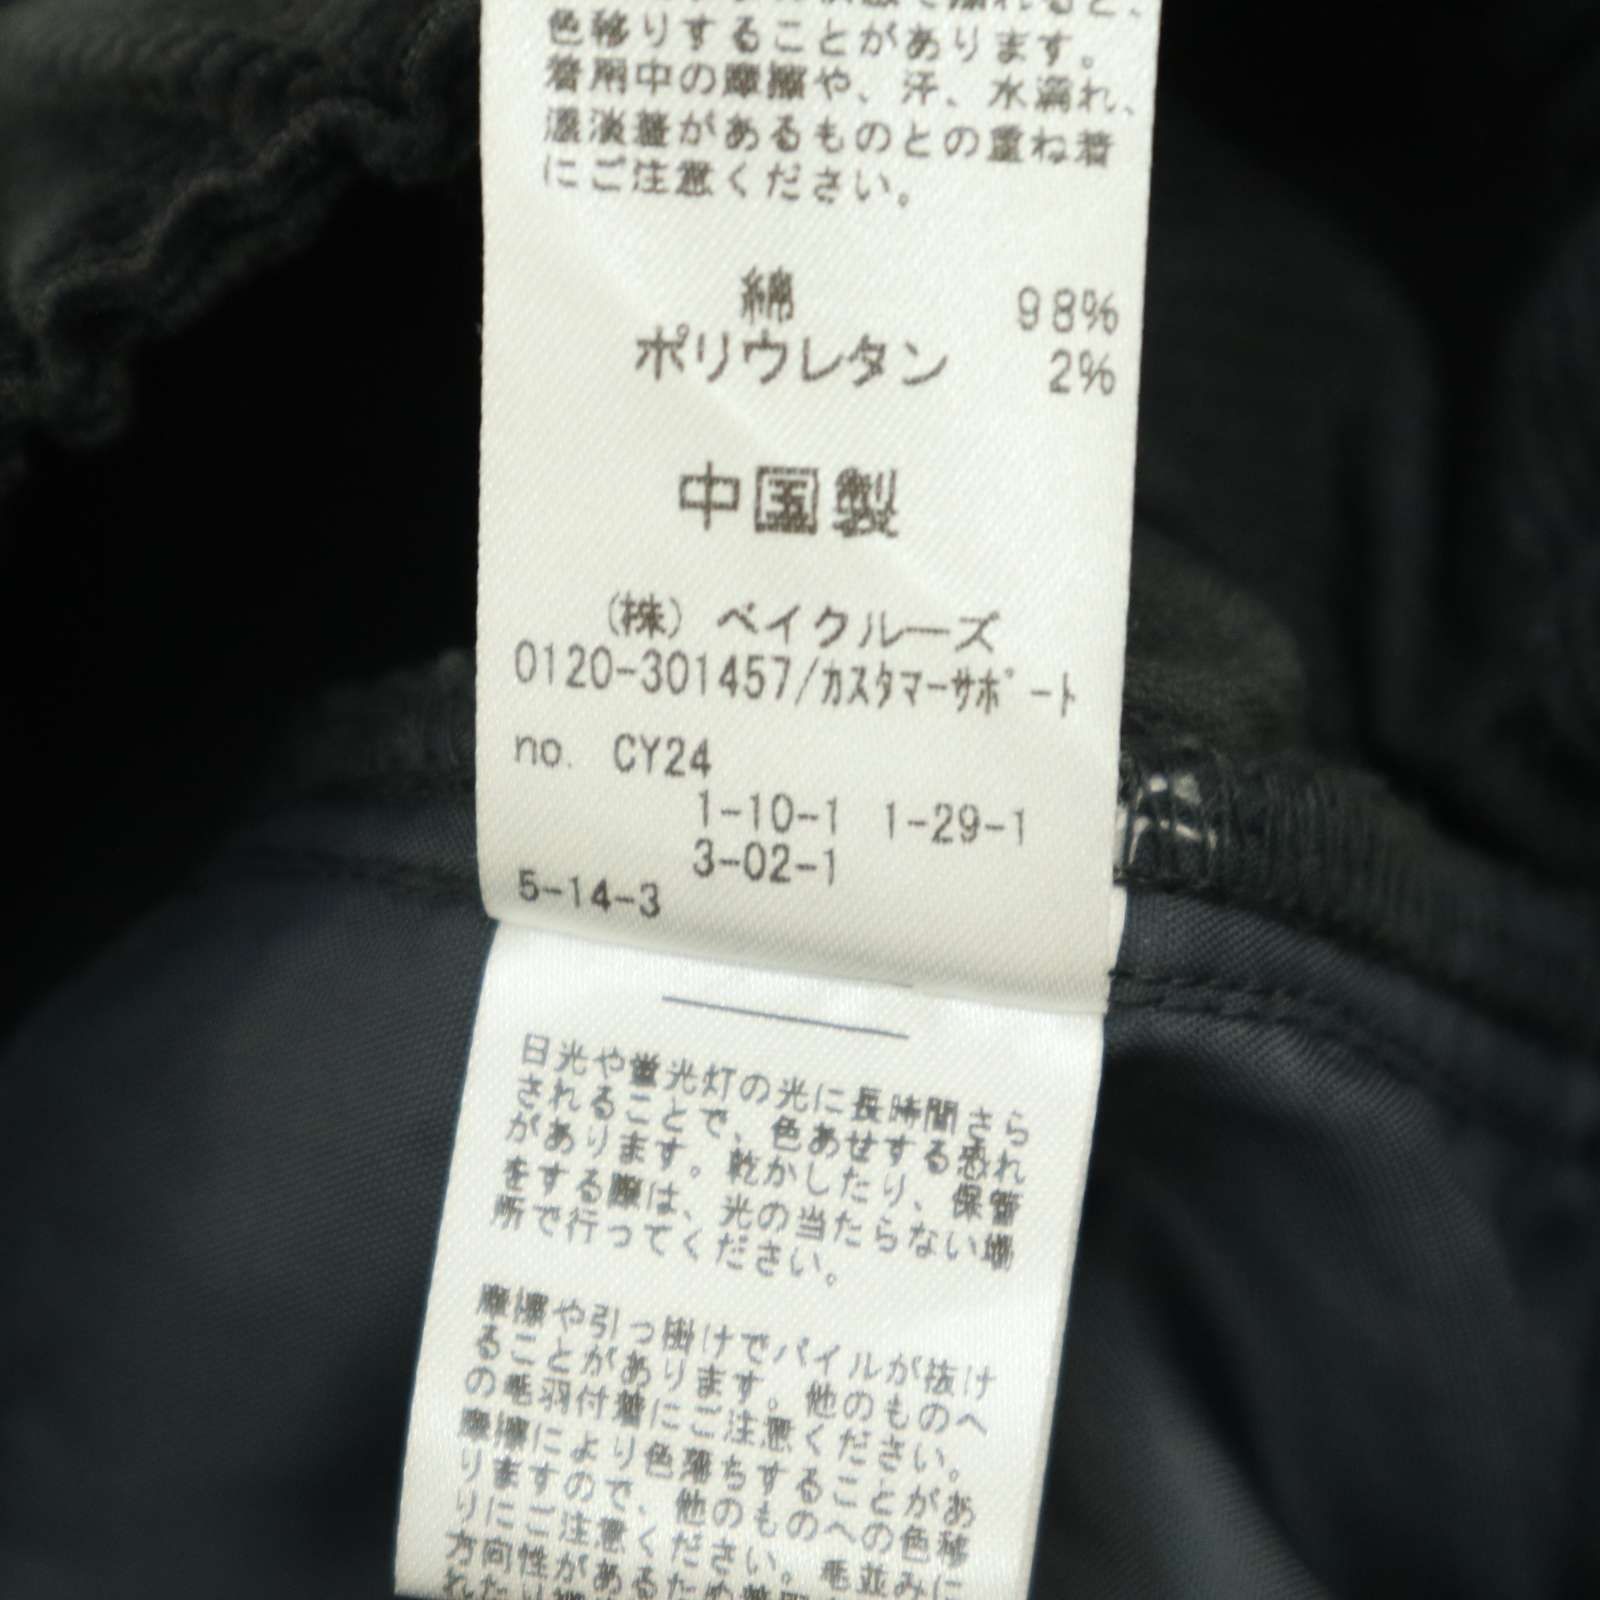 色移りすることがあります。
着用中の摩擦や、汗、水濡れ、
濃淡差があるものとの重ね着
にご注意ください。
綿 98%
ポリウレタン 2%
中国製
(株) ベイクルーズ
0120-301457/カスタマーサポート
no. CY24
1-10-1 1-29-1
3-02-1
5-14-3
日光や蛍光灯の光に長時間さら
されることで、色あせする恐れ
があります。乾かしたり、保管
をする際は、光の当たらない場
所で行ってください。
摩擦や引っ掛けでパイルが抜け
ることがあります。他のものへ
の毛羽付着にご注意ください。
摩擦により色落ちすることがあ
りますので、他のものへの色移
りにご注意ください。毛並みに
方向性があるため